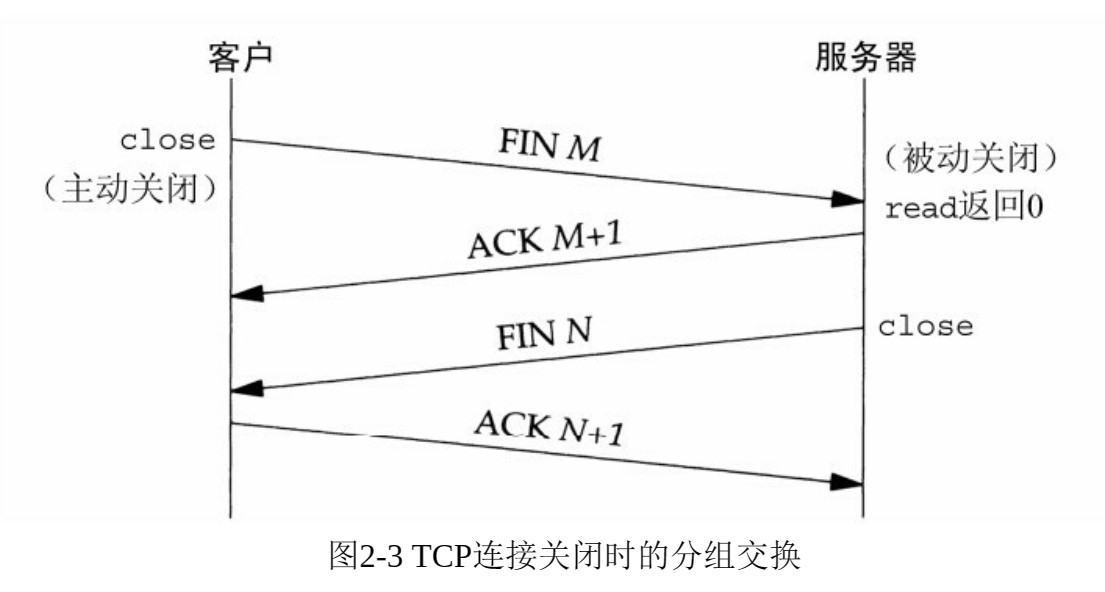 客户 服务器
close FIN M （被动关闭）
（主动关闭） read返回0
ACK M+1
FIN N close
ACK N+1
图2-3 TCP连接关闭时的分组交换